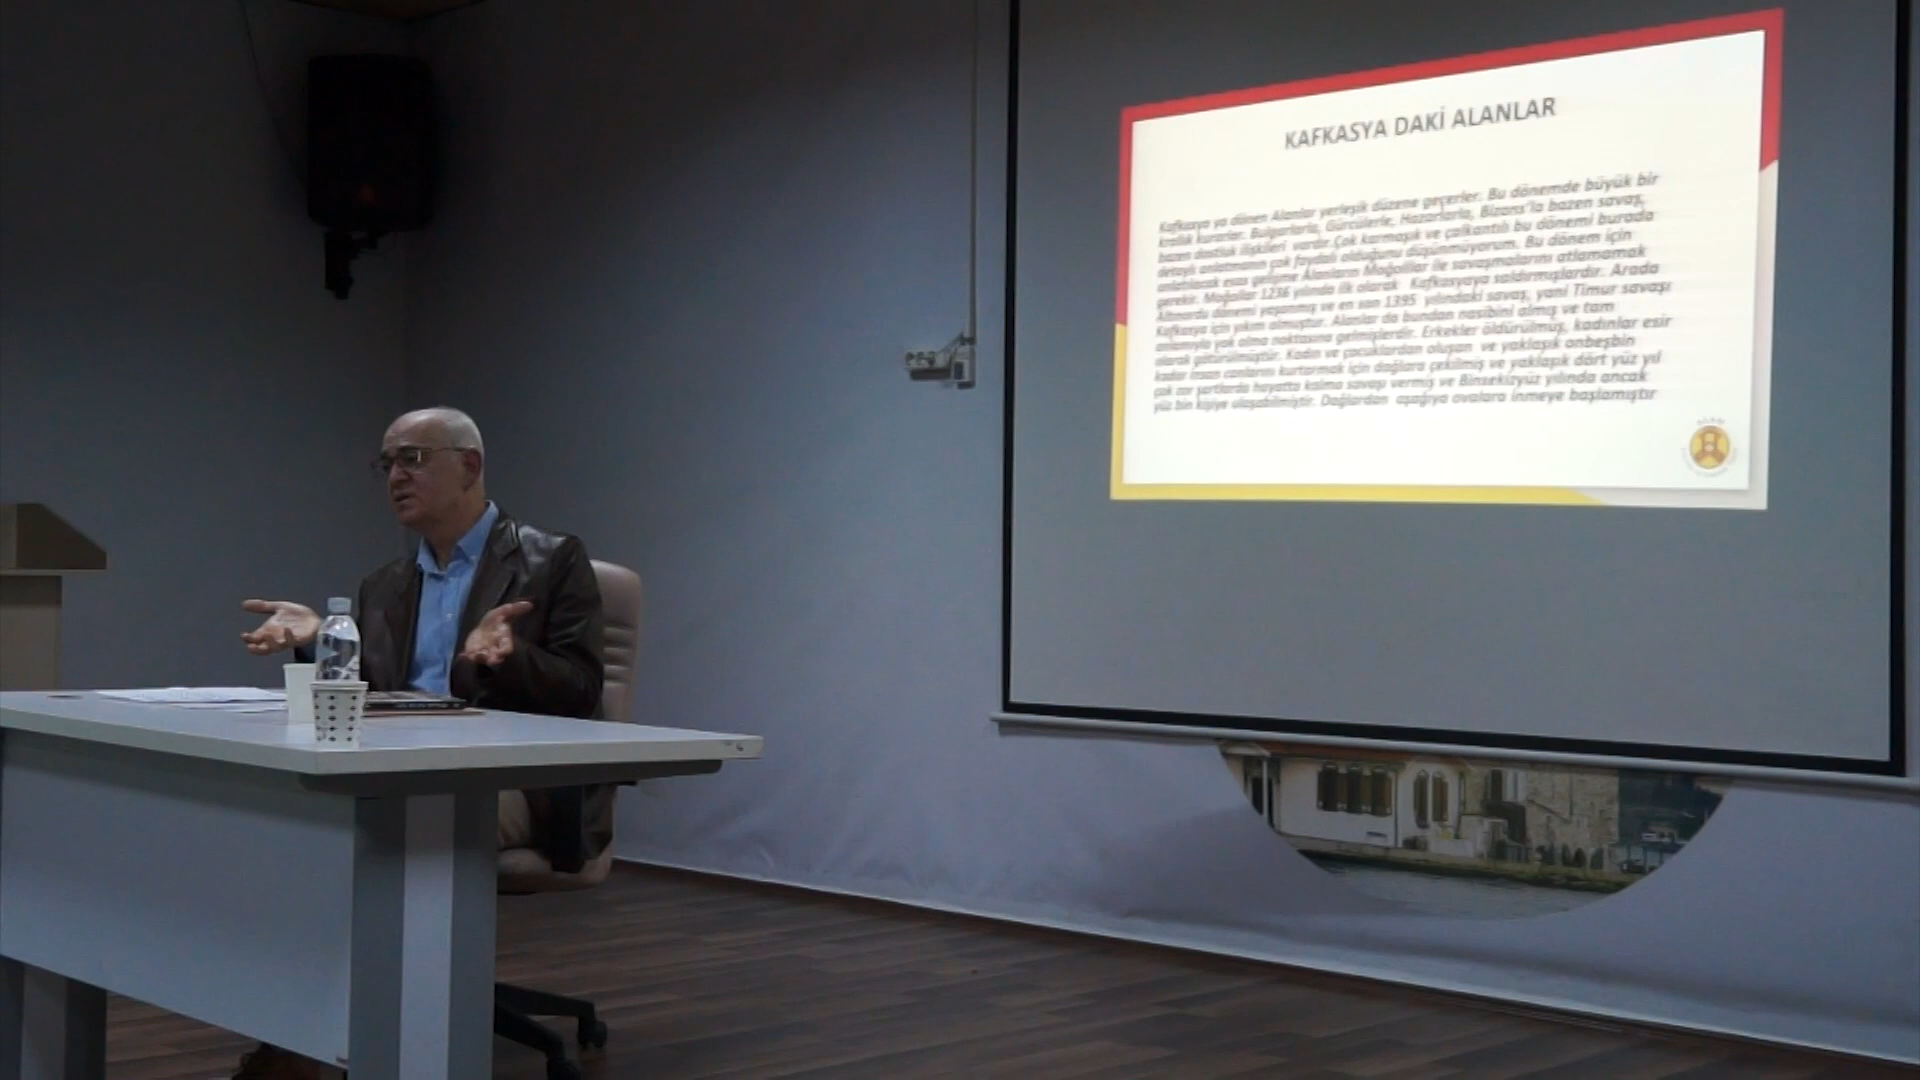 KAFKASYA DAKİ ALANLAR
Kafkasya ya dönen Alanlar yerleşik düzene geçerler. Bu dönemde büyük bir
krallık kurarlar. Bulgarlarla, Gürcülerle, Hazarlarla, Bizans'la bazen savaş,
bazen dostluk ilişkileri vardır.Çok karmaşık ve çalkantılı bu dönemi burada
detaylı anlatmanın çok faydalı olduğunu düşünmüyorum. Bu dönem için
anlatılacak esas gelişme Alanların Moğollar ile savaşmalarını atlamamak
gerekir. Moğollar 1236 yılında ilk olarak Kafkasyaya saldırmışlardır. Arada
Altınordu dönemi yaşanmış ve en son 1395 yılındaki savaş, yani Timur savaşı
Kafkasya için yıkım olmuştur. Alanlar da bundan nasibini almış ve tam
anlamıyla yok olma noktasına gelmişlerdir. Erkekler öldürülmüş, kadınlar esir
olarak götürülmüştür. Kadın ve çocuklardan oluşan ve yaklaşık onbeşbin
kadar insan canlarını kurtarmak için dağlara çekilmiş ve yaklaşık dört yüz yıl
çok zor şartlarda hayatta kalma savaşı vermiş ve Binsekizyüz yılında ancak
yüz bin kişiye ulaşabilmiştir. Dağlardan aşağıya ovalara inmeye başlamıştır